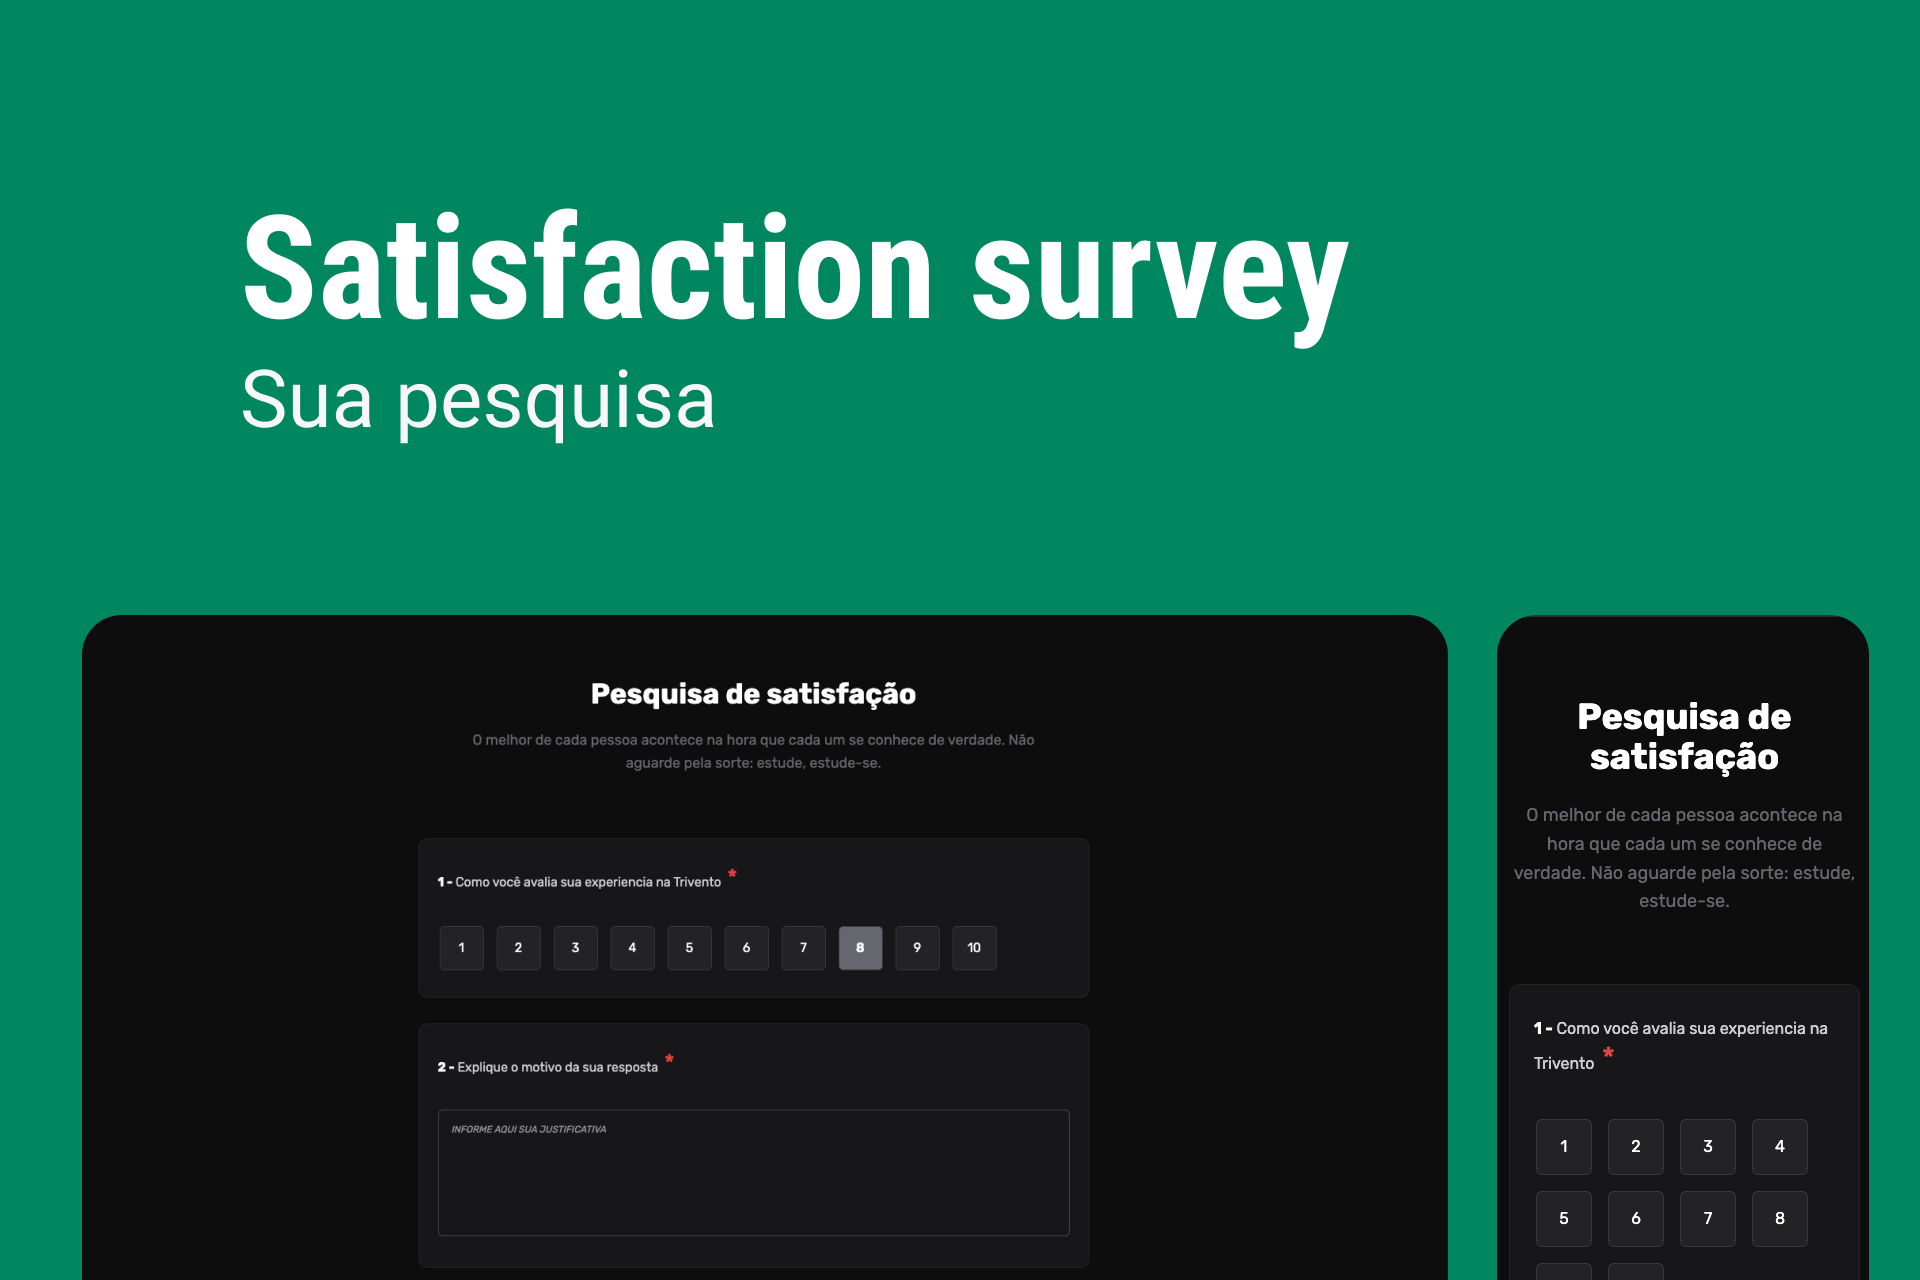 Satisfaction survey
Sua pesquisa
Pesquisa de satisfação
O melhor de cada pessoa acontece na hora que cada um se conhece de verdade. Não
aguarde pela sorte: estude, estude-se.
1 - Como você avalia sua experiencia na Trivento *
1 2 3 4 5 6 7 8 9 10
2 - Explique o motivo da sua resposta *
INFORME AQUI SUA JUSTIFICATIVA
Pesquisa de
satisfação
O melhor de cada pessoa acontece na
hora que cada um se conhece de
verdade. Não aguarde pela sorte: estude,
estude-se.
1 - Como você avalia sua experiencia na
Trivento *
1 2 3 4
5 6 7 8